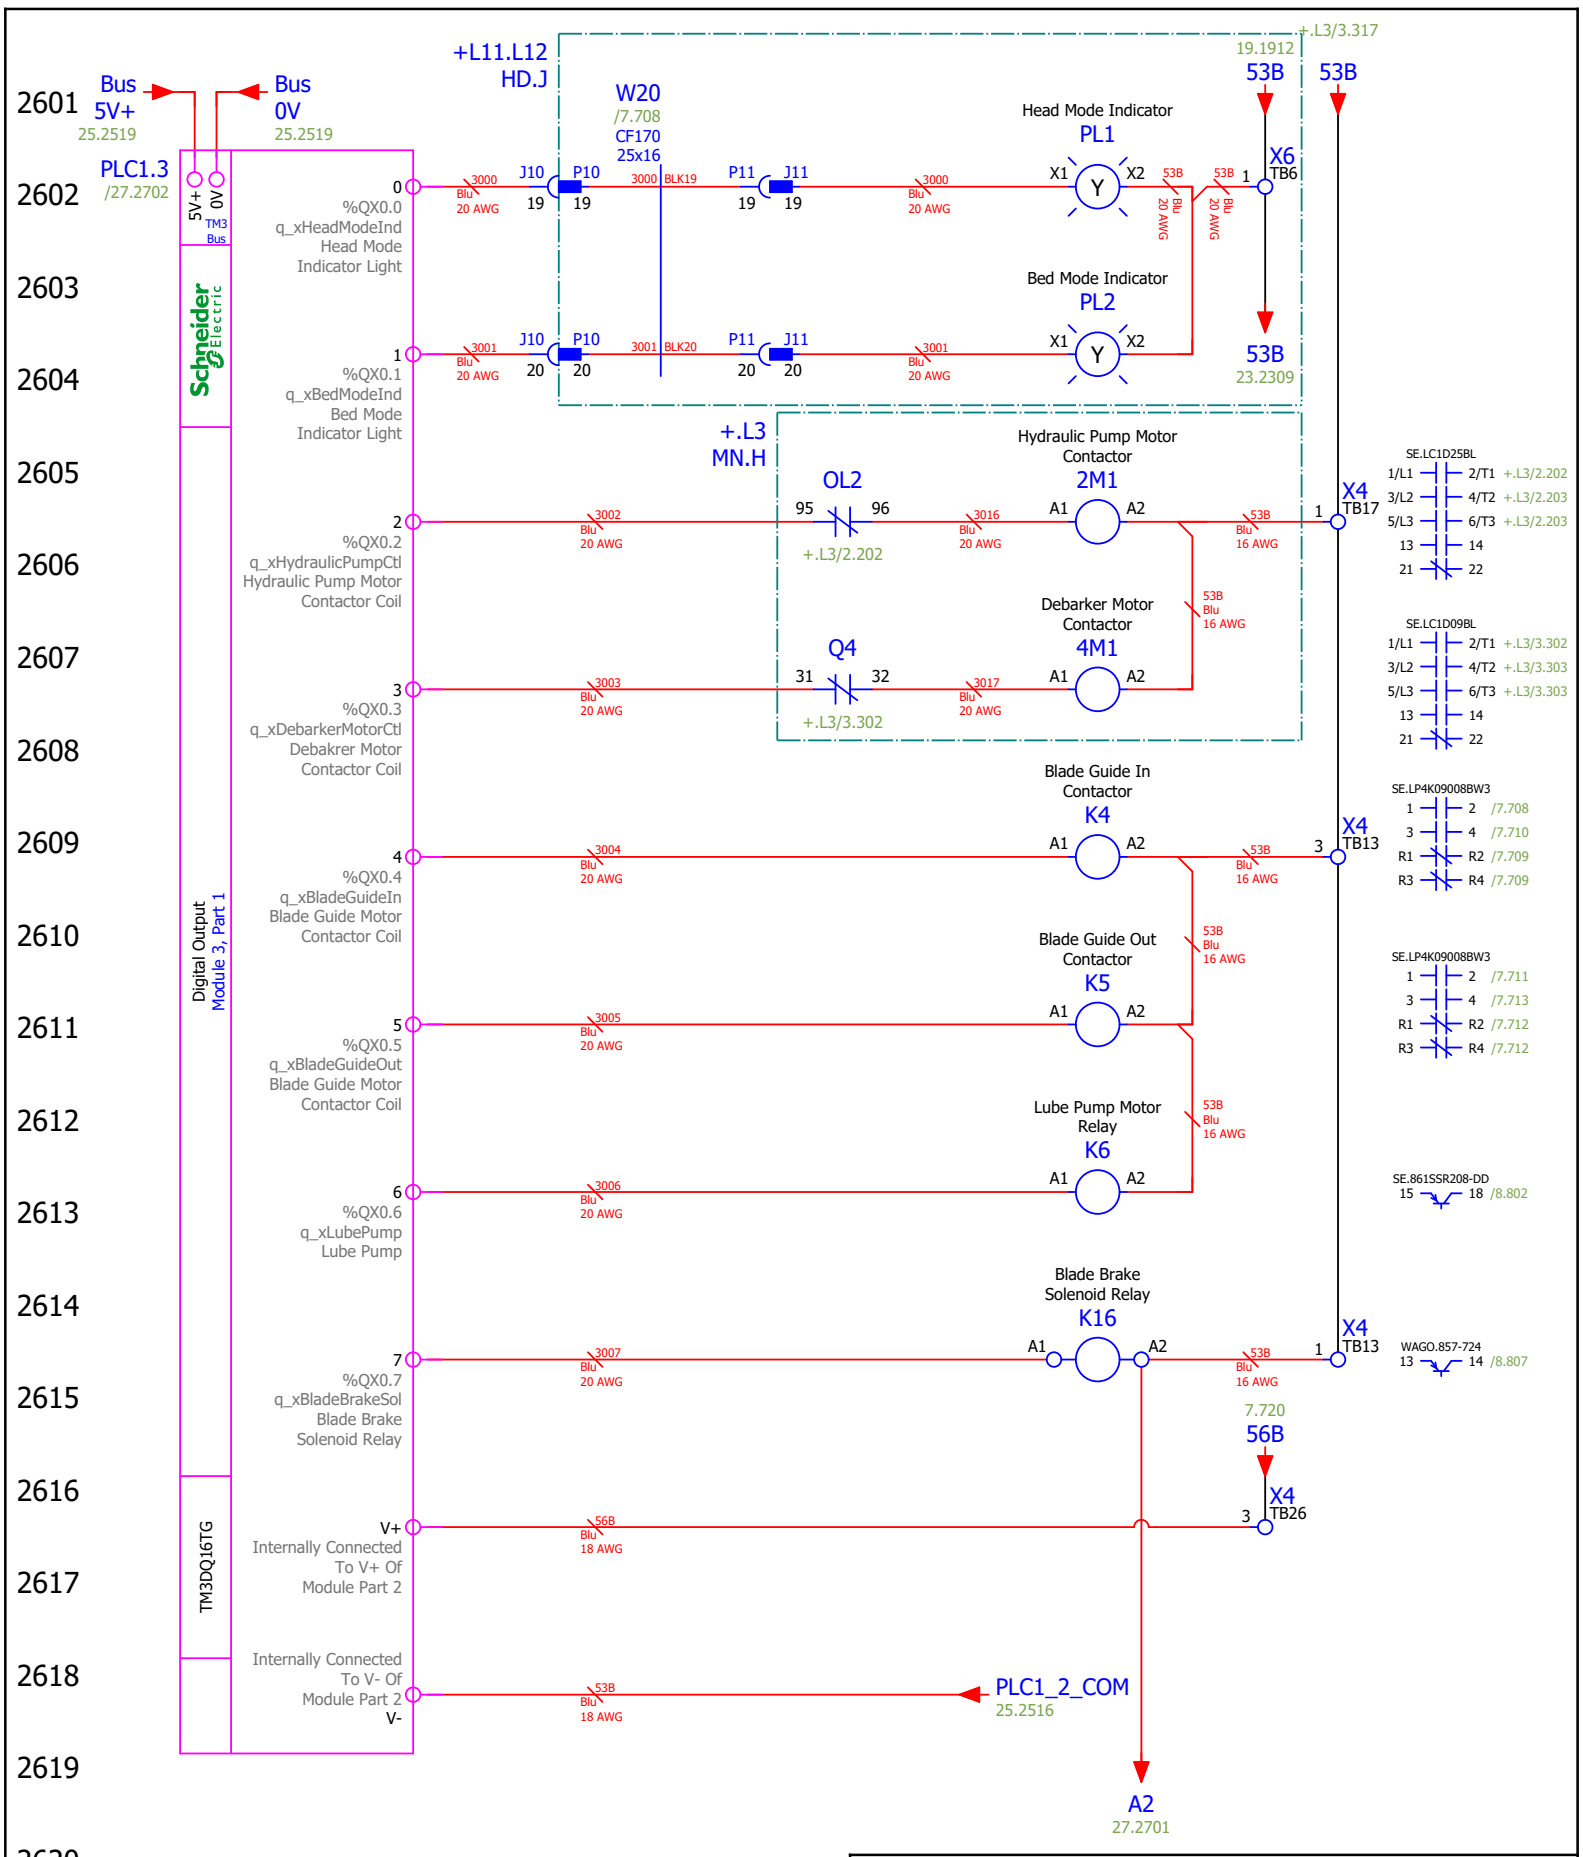 +.L3/3.317
+L11.L12
HD.J
19.1912
53B
53B
2601
Bus
5V+
25.2519
Bus
0V
25.2519
W20
/7.708
CF170
25x16
Head Mode Indicator
PL1
PLC1.3
/27.2702
5V+
0V
TM3
Bus
2602
0
3000
Blu
20 AWG
J10
P10
19
19
3000
BLK19
P11
J11
19
19
3000
Blu
20 AWG
X1
Y
X2
53B
Blu
20 AWG
53B
Blu
20 AWG
1
X6
TB6
%QX0.0
q_xHeadModeInd
Head Mode
Indicator Light
2603
Schneider
Electric
Bed Mode Indicator
PL2
2604
1
3001
Blu
20 AWG
J10
P10
20
20
3001
BLK20
P11
J11
20
20
3001
Blu
20 AWG
X1
Y
X2
53B
23.2309
%QX0.1
q_xBedModeInd
Bed Mode
Indicator Light
2605
+.L3
MN.H
Hydraulic Pump Motor
Contactor
2M1
OL2
95
96
+.L3/2.202
2
3002
Blu
20 AWG
3016
Blu
20 AWG
A1
A2
53B
Blu
16 AWG
1
X4
TB17
SE.LC1D25BL
1/L1
2/T1
+.L3/2.202
3/L2
4/T2
+.L3/2.203
5/L3
6/T3
+.L3/2.203
13
14
21
22
2606
%QX0.2
q_xHydraulicPumpCtl
Hydraulic Pump Motor
Contactor Coil
53B
Blu
16 AWG
2607
Debarker Motor
Contactor
4M1
Q4
31
32
+.L3/3.302
3
3003
Blu
20 AWG
3017
Blu
20 AWG
A1
A2
SE.LC1D09BL
1/L1
2/T1
+.L3/3.302
3/L2
4/T2
+.L3/3.303
5/L3
6/T3
+.L3/3.303
13
14
21
22
%QX0.3
q_xDebarkerMotorCtl
Debakrer Motor
Contactor Coil
2608
Blade Guide In
Contactor
K4
2609
4
3004
Blu
20 AWG
A1
A2
53B
Blu
16 AWG
3
X4
TB13
SE.LP4K09008BW3
1
2
/7.708
3
4
/7.710
R1
R2
/7.709
R3
R4
/7.709
%QX0.4
q_xBladeGuideIn
Blade Guide Motor
Contactor Coil
Digital Output
Module 3, Part 1
2610
53B
Blu
16 AWG
Blade Guide Out
Contactor
K5
2611
5
3005
Blu
20 AWG
A1
A2
SE.LP4K09008BW3
1
2
/7.711
3
4
/7.713
R1
R2
/7.712
R3
R4
/7.712
%QX0.5
q_xBladeGuideOut
Blade Guide Motor
Contactor Coil
2612
Lube Pump Motor
Relay
K6
53B
Blu
16 AWG
2613
6
3006
Blu
20 AWG
A1
A2
SE.861SSR208-DD
15
18
/8.802
%QX0.6
q_xLubePump
Lube Pump
2614
Blade Brake
Solenoid Relay
K16
7
3007
Blu
20 AWG
A1
A2
53B
Blu
16 AWG
1
X4
TB13
WAGO.857-724
13
14
/8.807
2615
%QX0.7
q_xBladeBrakeSol
Blade Brake
Solenoid Relay
7.720
56B
2616
TM3DQ16TG
V+
56B
Blu
18 AWG
3
X4
TB26
Internally Connected
To V+ Of
Module Part 2
2617
2618
Internally Connected
To V- Of
Module Part 2
V-
53B
Blu
18 AWG
PLC1_2_COM
25.2516
2619
A2
27.2701
2620